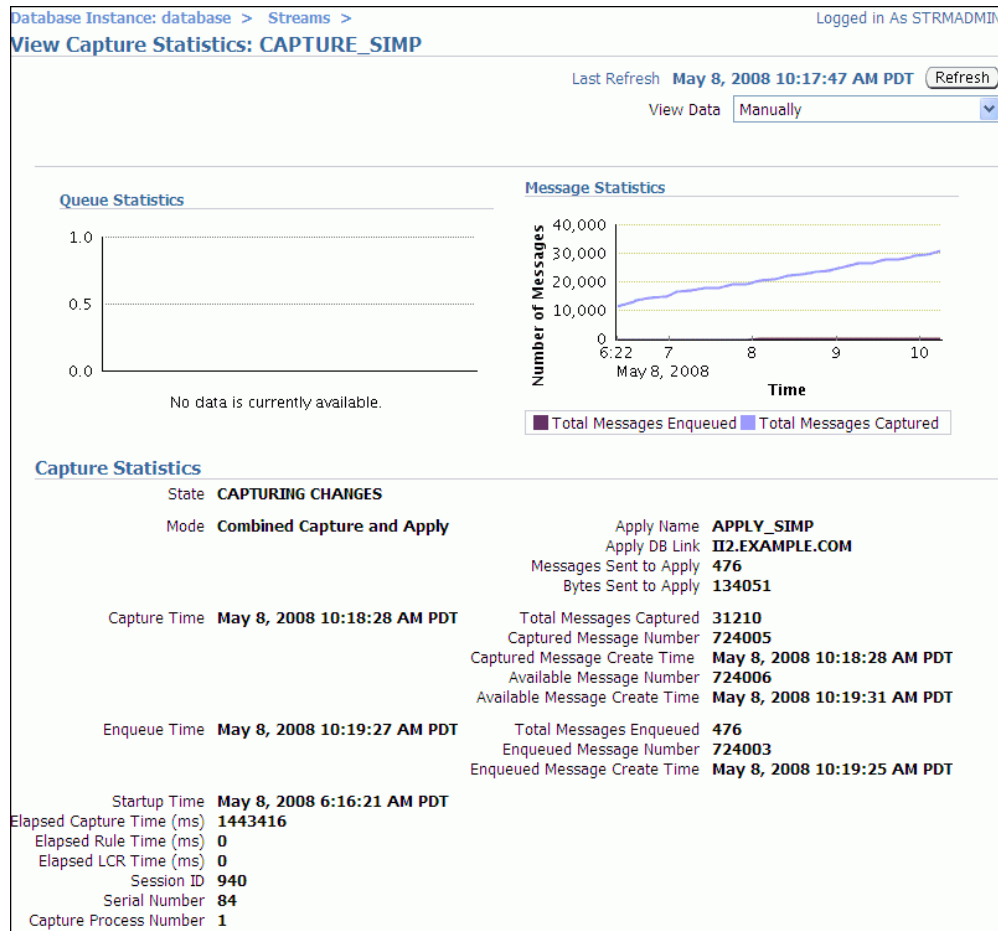 Database Instance: database > Streams >
Logged in As STRMADMIN
View Capture Statistics: CAPTURE_SIMP
Last Refresh May 8, 2008 10:17:47 AM PDT Refresh
View Data Manually
Queue Statistics
1.0
0.5
0.0
No data is currently available.
Message Statistics
Number of Messages
40,000
30,000
20,000
10,000
0
6:22 7 8 9 10
May 8, 2008
Time
Total Messages Enqueued Total Messages Captured
Capture Statistics
State CAPTURING CHANGES
Mode Combined Capture and Apply
Apply Name APPLY_SIMP
Apply DB Link II2.EXAMPLE.COM
Messages Sent to Apply 476
Bytes Sent to Apply 134051
Capture Time May 8, 2008 10:18:28 AM PDT
Total Messages Captured 31210
Captured Message Number 724005
Captured Message Create Time May 8, 2008 10:18:28 AM PDT
Available Message Number 724006
Available Message Create Time May 8, 2008 10:19:31 AM PDT
Enqueue Time May 8, 2008 10:19:27 AM PDT
Total Messages Enqueued 476
Enqueued Message Number 724003
Enqueued Message Create Time May 8, 2008 10:19:25 AM PDT
Startup Time May 8, 2008 6:16:21 AM PDT
Elapsed Capture Time (ms) 1443416
Elapsed Rule Time (ms) 0
Elapsed LCR Time (ms) 0
Session ID 940
Serial Number 84
Capture Process Number 1